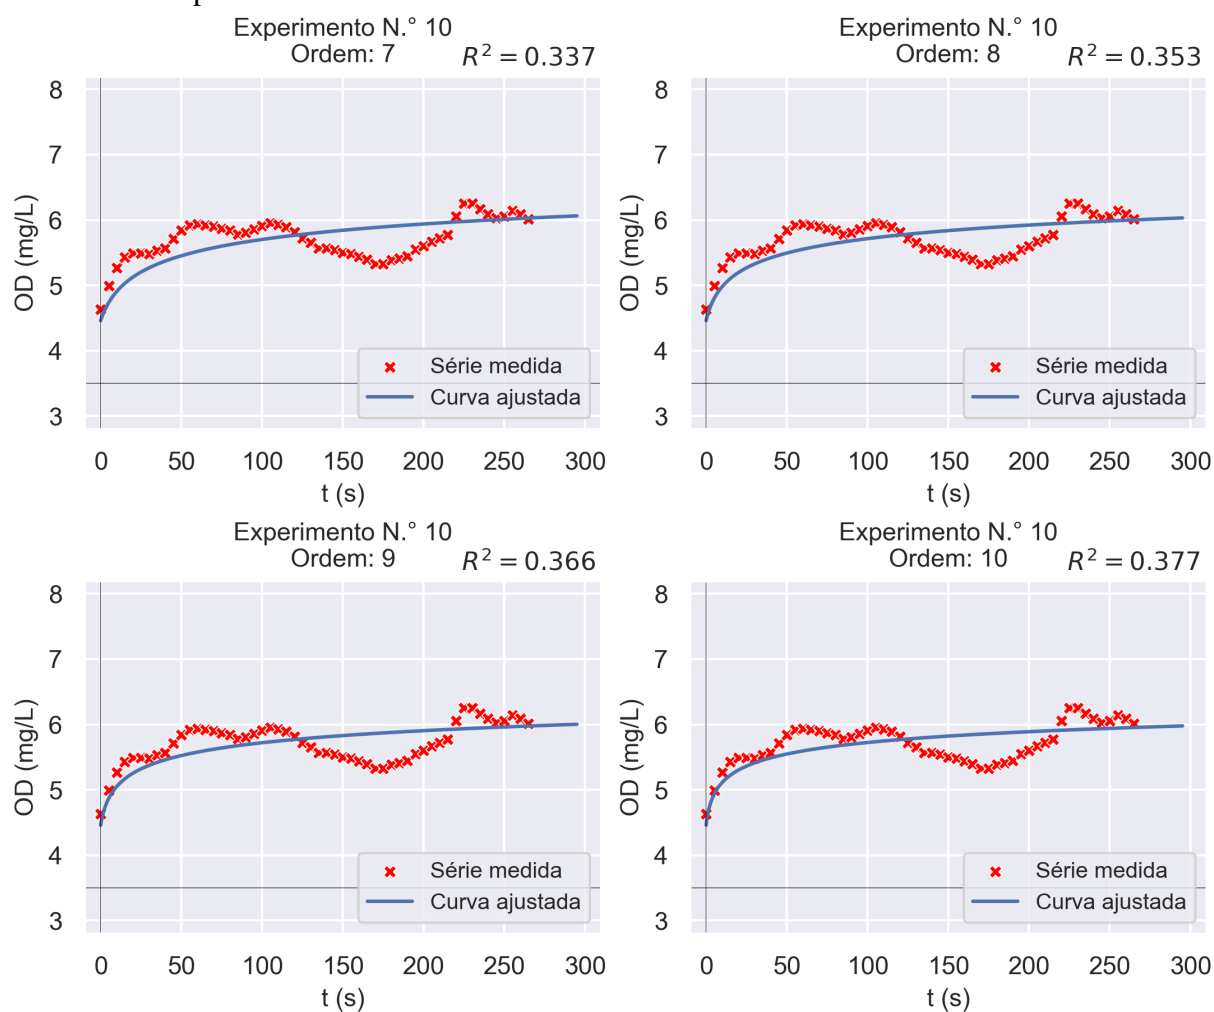 Experimento N.° 10
Ordem: 7 R² = 0.337
8
7
6
5
4
3
OD (mg/L)
Série medida
Curva ajustada
0 50 100 150 200 250 300
t (s)
Experimento N.° 10
Ordem: 8 R² = 0.353
8
7
6
5
4
3
OD (mg/L)
Série medida
Curva ajustada
0 50 100 150 200 250 300
t (s)
Experimento N.° 10
Ordem: 9 R² = 0.366
8
7
6
5
4
3
OD (mg/L)
Série medida
Curva ajustada
0 50 100 150 200 250 300
t (s)
Experimento N.° 10
Ordem: 10 R² = 0.377
8
7
6
5
4
3
OD (mg/L)
Série medida
Curva ajustada
0 50 100 150 200 250 300
t (s)